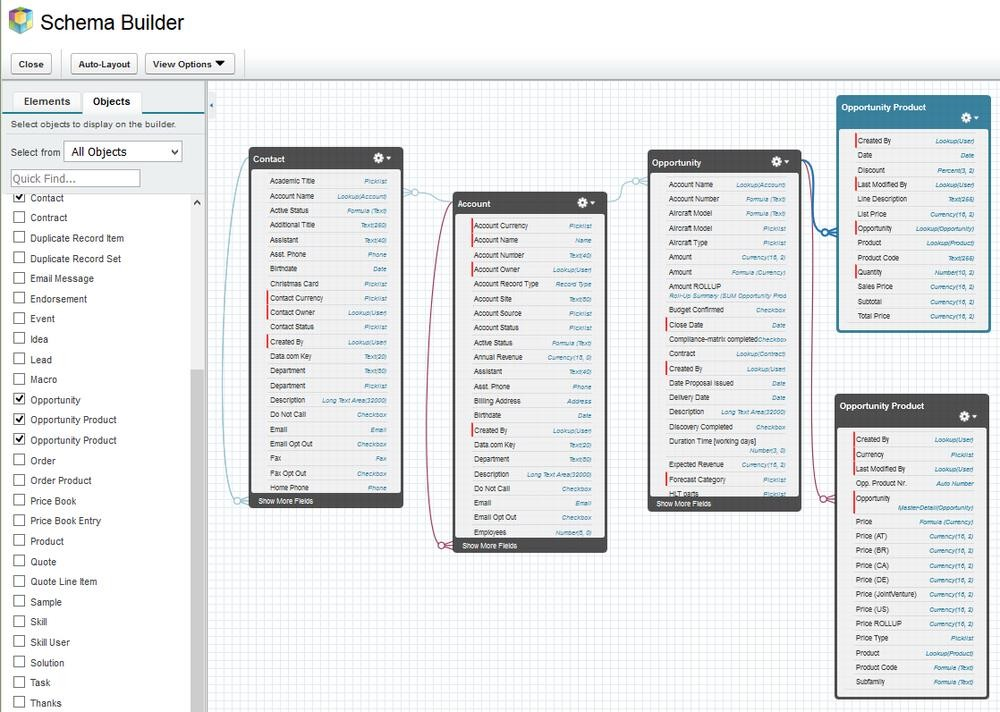 Schema Builder
Close
Auto-Layout
View Options
Elements
Objects
Select objects to display on the builder.
Select from All Objects
Quick Find...
Contact
Contract
Duplicate Record Item
Duplicate Record Set
Email Message
Endorsement
Event
Idea
Lead
Macro
Opportunity
Opportunity Product
Opportunity Product
Order
Order Product
Price Book
Price Book Entry
Product
Quote
Quote Line Item
Sample
Skill
Skill User
Solution
Task
Thanks
Contact
Academic Title Picklist
Account Name Lookup(Account)
Active Status Formula (Text)
Additional Title Text(260)
Assistant Text(40)
Asst. Phone Phone
Birthdate Date
Christmas Card Picklist
Contact Currency Picklist
Contact Owner Lookup(User)
Contact Status Picklist
Created By Lookup(User)
Data.com Key Text(20)
Department Text(80)
Department Picklist
Description Long Text Area(32000)
Do Not Call Checkbox
Email Email
Email Opt Out Checkbox
Fax Fax
Fax Opt Out Checkbox
Home Phone Phone
Show More Fields
Account
Account Currency Picklist
Account Name Name
Account Number Text(40)
Account Owner Lookup(User)
Account Record Type Record Type
Account Site Text(80)
Account Source Picklist
Account Status Picklist
Active Status Formula (Text)
Annual Revenue Currency(18, 0)
Assistant Text(40)
Asst. Phone Phone
Billing Address Address
Birthdate Date
Created By Lookup(User)
Data.com Key Text(20)
Department Text(80)
Description Long Text Area(32000)
Do Not Call Checkbox
Email Email
Email Opt Out Checkbox
Employees Number(8, 0)
Show More Fields
Opportunity
Account Name Lookup(Account)
Account Number Formula (Text)
Aircraft Model Formula (Text)
Aircraft Model Picklist
Aircraft Type Picklist
Amount Currency(16, 2)
Amount Formula (Currency)
Amount ROLLUP
Roll-Up Summary (SUM Opportunity Prod
Budget Confirmed Checkbox
Close Date Date
Compliance-matrix completed Checkbox
Contract Lookup(Contract)
Created By Lookup(User)
Date Proposal Issued Date
Delivery Date Date
Description Long Text Area(32000)
Discovery Completed Checkbox
Duration Time [working days]
Number(3, 0)
Expected Revenue Currency(16, 2)
Forecast Category Picklist
HLT parts Picklist
Show More Fields
Opportunity Product
Created By Lookup(User)
Date Date
Discount Percent(3, 2)
Last Modified By Lookup(User)
Line Description Text(255)
List Price Currency(16, 2)
Opportunity Lookup(Opportunity)
Product Lookup(Product)
Product Code Text(255)
Quantity Number(10, 2)
Sales Price Currency(16, 2)
Subtotal Currency(16, 2)
Total Price Currency(16, 2)
Opportunity Product
Created By Lookup(User)
Currency Picklist
Last Modified By Lookup(User)
Opp. Product Nr. Auto Number
Opportunity
Master-Detail(Opportunity)
Price Formula (Currency)
Price (AT) Currency(16, 2)
Price (BR) Currency(16, 2)
Price (CA) Currency(16, 2)
Price (DE) Currency(16, 2)
Price (JointVenture) Currency(16, 2)
Price (US) Currency(16, 2)
Price ROLLUP Currency(16, 2)
Price Type Picklist
Product Lookup(Product)
Product Code Formula (Text)
Subfamily Formula (Text)